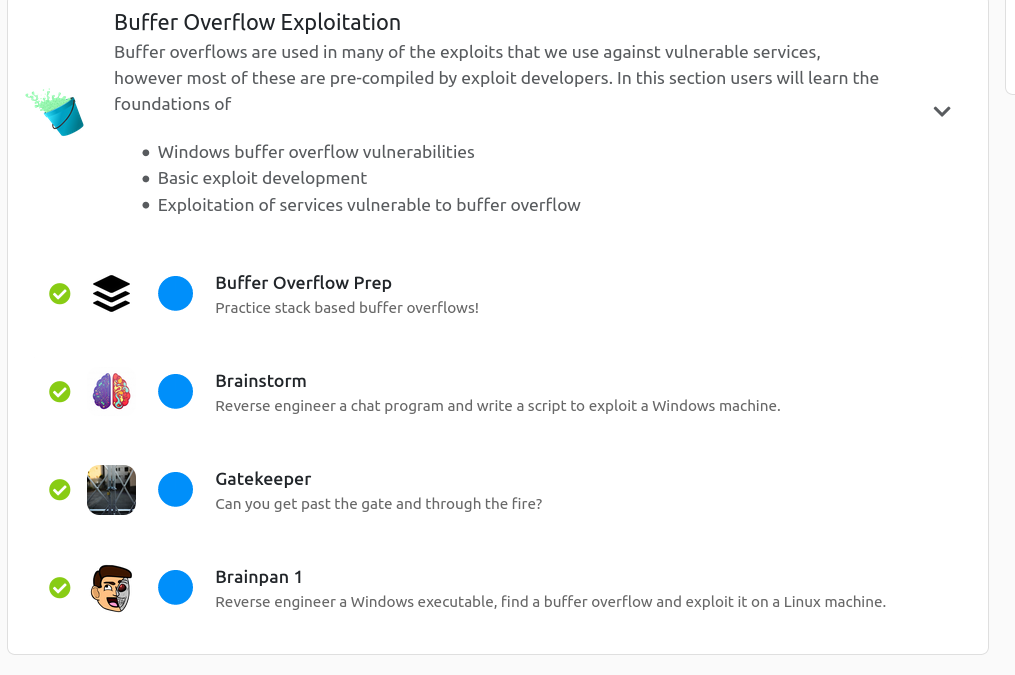 Buffer Overflow Exploitation
Buffer overflows are used in many of the exploits that we use against vulnerable services,
however most of these are pre-compiled by exploit developers. In this section users will learn the
foundations of
Windows buffer overflow vulnerabilities
Basic exploit development
Exploitation of services vulnerable to buffer overflow
Buffer Overflow Prep
Practice stack based buffer overflows!
Brainstorm
Reverse engineer a chat program and write a script to exploit a Windows machine.
Gatekeeper
Can you get past the gate and through the fire?
Brainpan 1
Reverse engineer a Windows executable, find a buffer overflow and exploit it on a Linux machine.